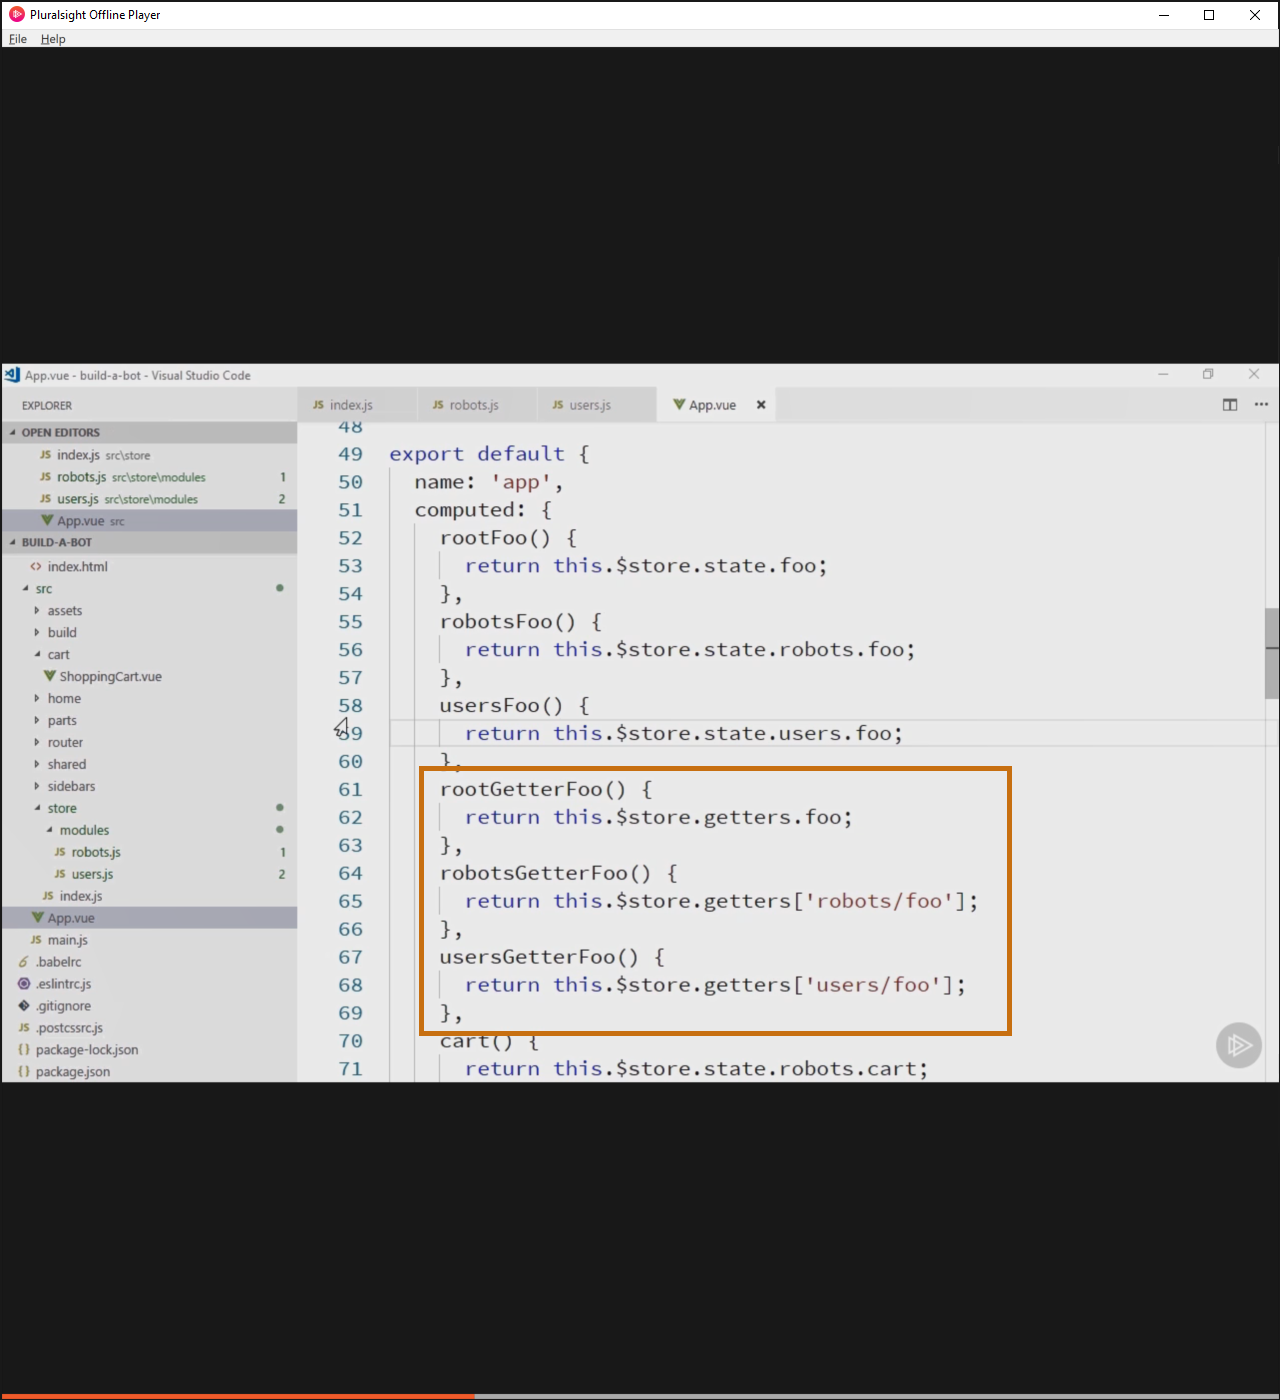 Pluralsight Offline Player
File Help
App.vue - build-a-bot - Visual Studio Code
EXPLORER
JS index.js
JS robots.js
JS users.js
App.vue
OPEN EDITORS
JS index.js src\store
JS robots.js src\store\modules 1
JS users.js src\store\modules 2
App.vue src
BUILD-A-BOT
<> index.html
src
assets
build
cart
ShoppingCart.vue
home
parts
router
shared
sidebars
store
modules
JS robots.js 1
JS users.js 2
JS index.js
App.vue
JS main.js
.babelrc
.eslintrc.js
.gitignore
JS .postcssrc.js
{} package-lock.json
{} package.json
48
49 export default {
50 name: 'app',
51 computed: {
52 rootFoo() {
53 return this.$store.state.foo;
54 },
55 robotsFoo() {
56 return this.$store.state.robots.foo;
57 },
58 usersFoo() {
59 return this.$store.state.users.foo;
60 },
61 rootGetterFoo() {
62 return this.$store.getters.foo;
63 },
64 robotsGetterFoo() {
65 return this.$store.getters['robots/foo'];
66 },
67 usersGetterFoo() {
68 return this.$store.getters['users/foo'];
69 },
70 cart() {
71 return this.$store.state.robots.cart;